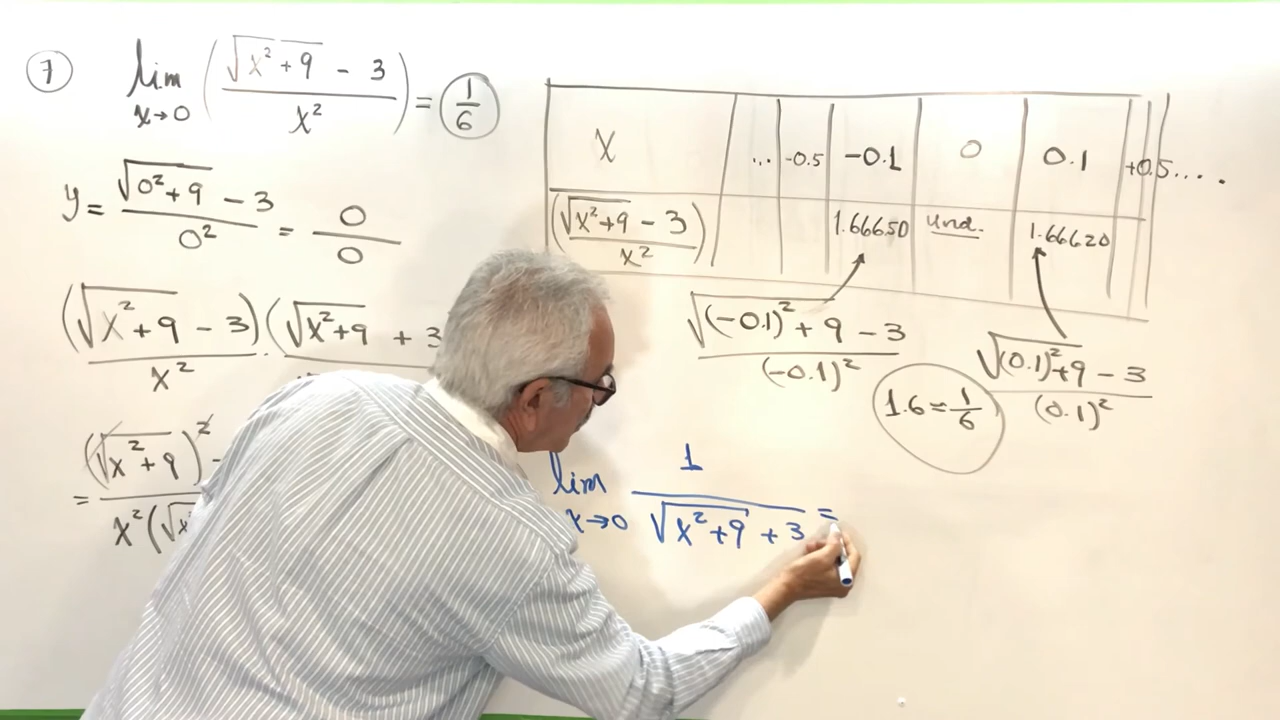 7 lim x→0 ( (√x²+9 - 3) / x² ) = 1/6
y = (√0²+9 - 3) / 0² = 0/0
(√x²+9 - 3) / x² · (√x²+9 + 3
= (√x²+9)² - / x²(√x
x ... -0.5 -0.1 0 0.1 +0.5....
( (√x²+9 - 3) / x² ) 1.66650 und. 1.66620
(√(-0.1)²+9 - 3) / (-0.1)²
(√(0.1)²+9 - 3) / (0.1)²
1.6 = 1/6
lim x→0 1 / (√x²+9 + 3) =